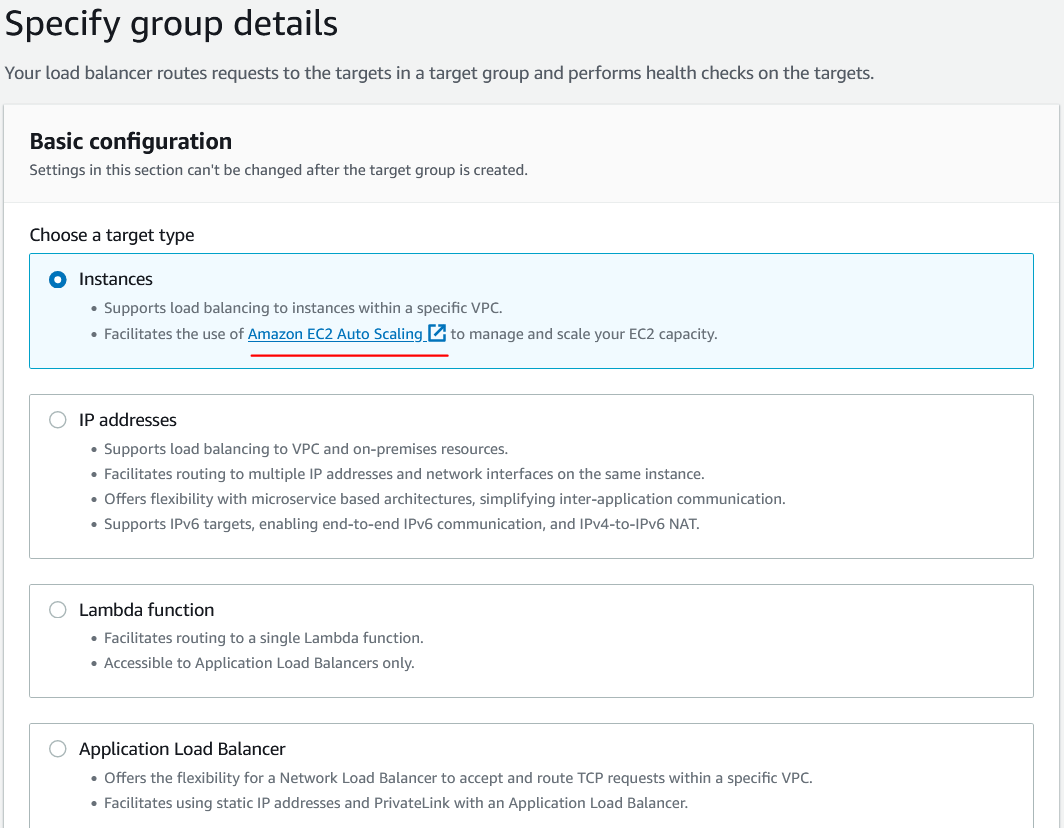 Specify group details
Your load balancer routes requests to the targets in a target group and performs health checks on the targets.
Basic configuration
Settings in this section can't be changed after the target group is created.
Choose a target type
Instances
• Supports load balancing to instances within a specific VPC.
• Facilitates the use of Amazon EC2 Auto Scaling to manage and scale your EC2 capacity.
IP addresses
• Supports load balancing to VPC and on-premises resources.
• Facilitates routing to multiple IP addresses and network interfaces on the same instance.
• Offers flexibility with microservice based architectures, simplifying inter-application communication.
• Supports IPv6 targets, enabling end-to-end IPv6 communication, and IPv4-to-IPv6 NAT.
Lambda function
• Facilitates routing to a single Lambda function.
• Accessible to Application Load Balancers only.
Application Load Balancer
• Offers the flexibility for a Network Load Balancer to accept and route TCP requests within a specific VPC.
• Facilitates using static IP addresses and PrivateLink with an Application Load Balancer.